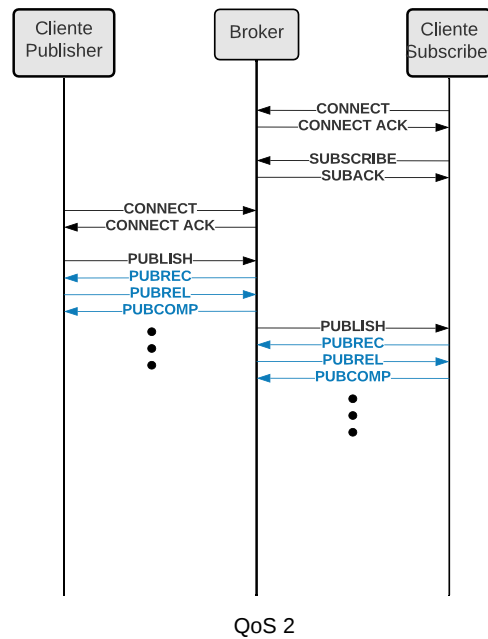 Cliente
Publisher
Broker
Cliente
Subscribe
CONNECT
CONNECT ACK
SUBSCRIBE
SUBACK
CONNECT
CONNECT ACK
PUBLISH
PUBREC
PUBREL
PUBCOMP
PUBLISH
PUBREC
PUBREL
PUBCOMP
QoS 2